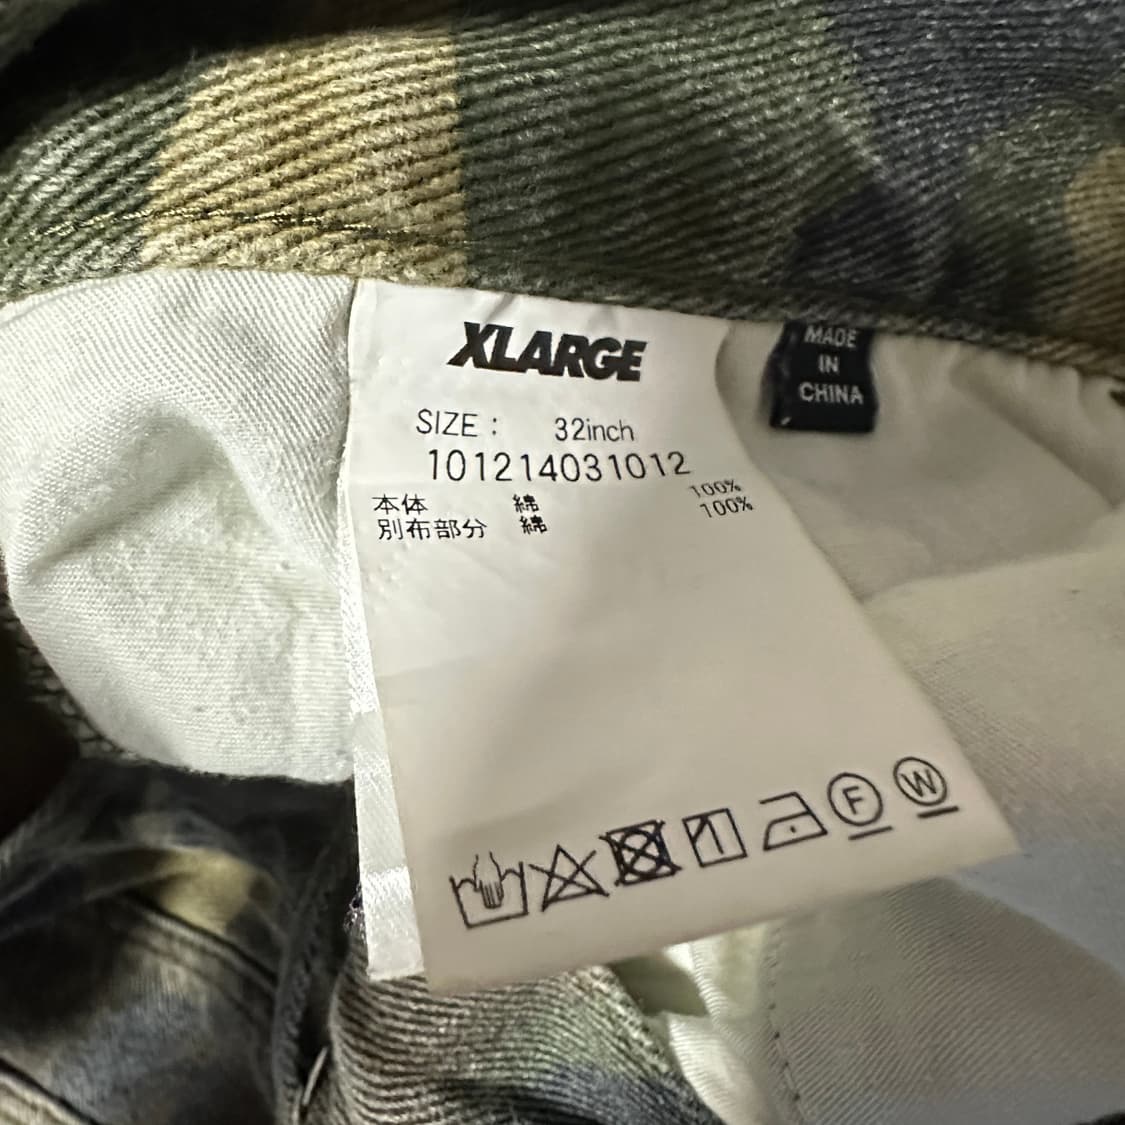 XLARGE
SIZE: 32inch
101214031012
本体 綿 100%
別布部分 綿 100%
F W
MADE
IN
CHINA